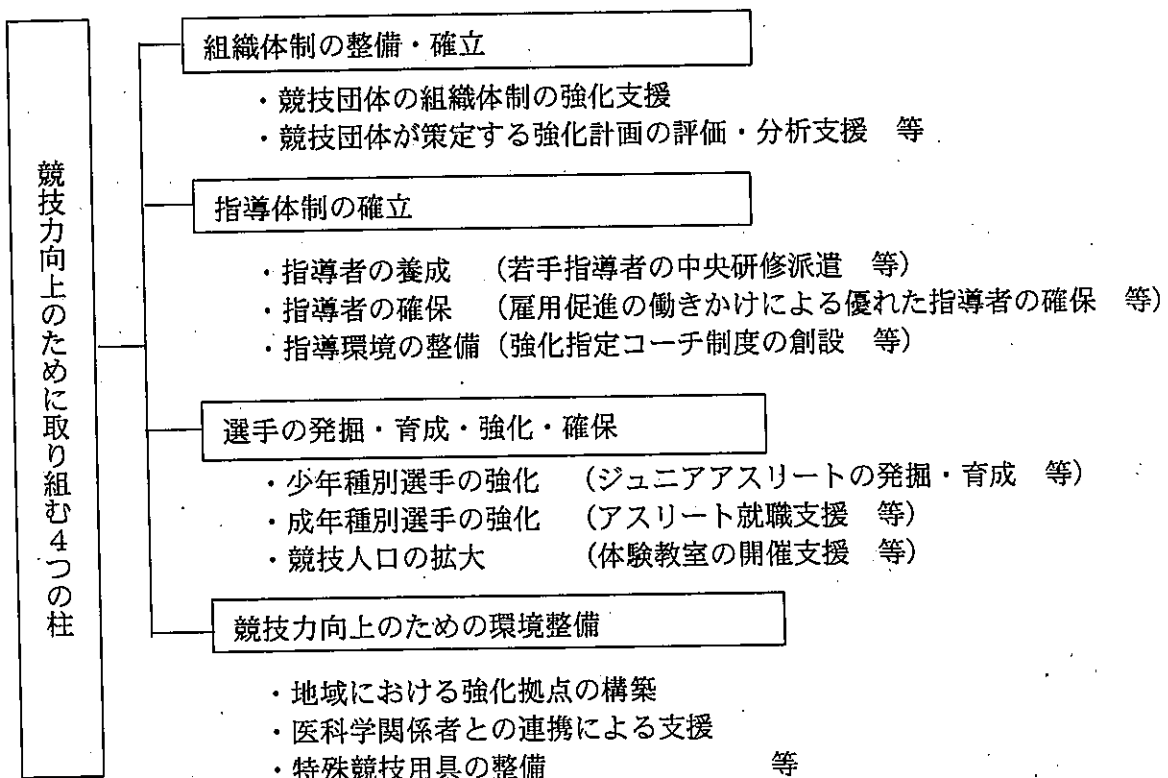 競技力向上のために取り組む4つの柱
組織体制の整備・確立
・競技団体の組織体制の強化支援
・競技団体が策定する強化計画の評価・分析支援 等
指導体制の確立
・指導者の養成 (若手指導者の中央研修派遣 等)
・指導者の確保 (雇用促進の働きかけによる優れた指導者の確保 等)
・指導環境の整備(強化指定コーチ制度の創設 等)
選手の発掘・育成・強化・確保
・少年種別選手の強化 (ジュニアアスリートの発掘・育成 等)
・成年種別選手の強化 (アスリート就職支援 等)
・競技人口の拡大 (体験教室の開催支援 等)
競技力向上のための環境整備
・地域における強化拠点の構築
・医科学関係者との連携による支援
・特殊競技用具の整備 等